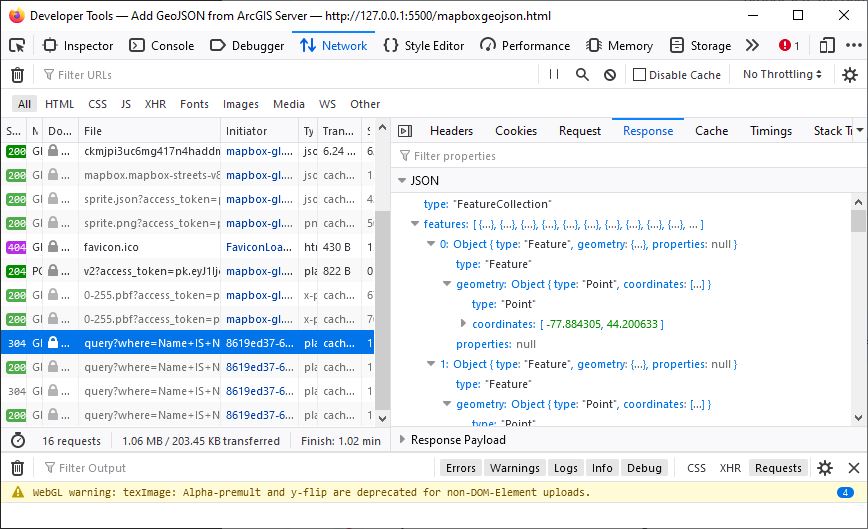 Developer Tools — Add GeoJSON from ArcGIS Server — http://127.0.0.1:5500/mapboxgeojson.html
Inspector Console Debugger Network Style Editor Performance Memory Storage 1
Filter URLs Disable Cache No Throttling
All HTML CSS JS XHR Fonts Images Media WS Other
S... M Do... File Initiator Ty Tran... S
200 GI ... ckmjpi3uc6mg417n4haddn mapbox-gl.... jsc 6.24 ... 6.
200 GI ... mapbox.mapbox-streets-v8 mapbox-gl.... jsc cach... 1
200 GI ... sprite.json?access_token=p mapbox-gl.... jsc cach... 42
200 GI ... sprite.png?access_token=p mapbox-gl.... pn cach... 50
404 GI ... favicon.ico FaviconLoa... htr 430 B 1.
204 PC ... v2?access_token=pk.eyJ1Ije mapbox-gl.... pla 822 B 0
200 GI ... 0-255.pbf?access_token=p mapbox-gl.... x-p cach... 67
200 GI ... 0-255.pbf?access_token=p mapbox-gl.... x-p cach... 7
304 GI ... query?where=Name+IS+N 8619ed37-6... pla cach... 1
200 GI ... query?where=Name+IS+N 8619ed37-6... pla cach... 1
304 GI ... query?where=Name+IS+N 8619ed37-6... pla cach... 1
200 GI ... query?where=Name+IS+N 8619ed37-6... pla cach... 1
16 requests 1.06 MB / 203.45 KB transferred Finish: 1.02 min
Headers Cookies Request Response Cache Timings Stack Tr
Filter properties
JSON
type: "FeatureCollection"
features: [ {…}, {…}, {…}, {…}, {…}, {…}, {…}, {…}, {…}, {…}, … ]
0: Object { type: "Feature", geometry: {…}, properties: null }
type: "Feature"
geometry: Object { type: "Point", coordinates: […] }
type: "Point"
coordinates: [ -77.884305, 44.200633 ]
properties: null
1: Object { type: "Feature", geometry: {…}, properties: null }
type: "Feature"
geometry: Object { type: "Point", coordinates: […] }
type: "Point"
Response Payload
Filter Output Errors Warnings Logs Info Debug CSS XHR Requests
WebGL warning: texImage: Alpha-premult and y-flip are deprecated for non-DOM-Element uploads. 4